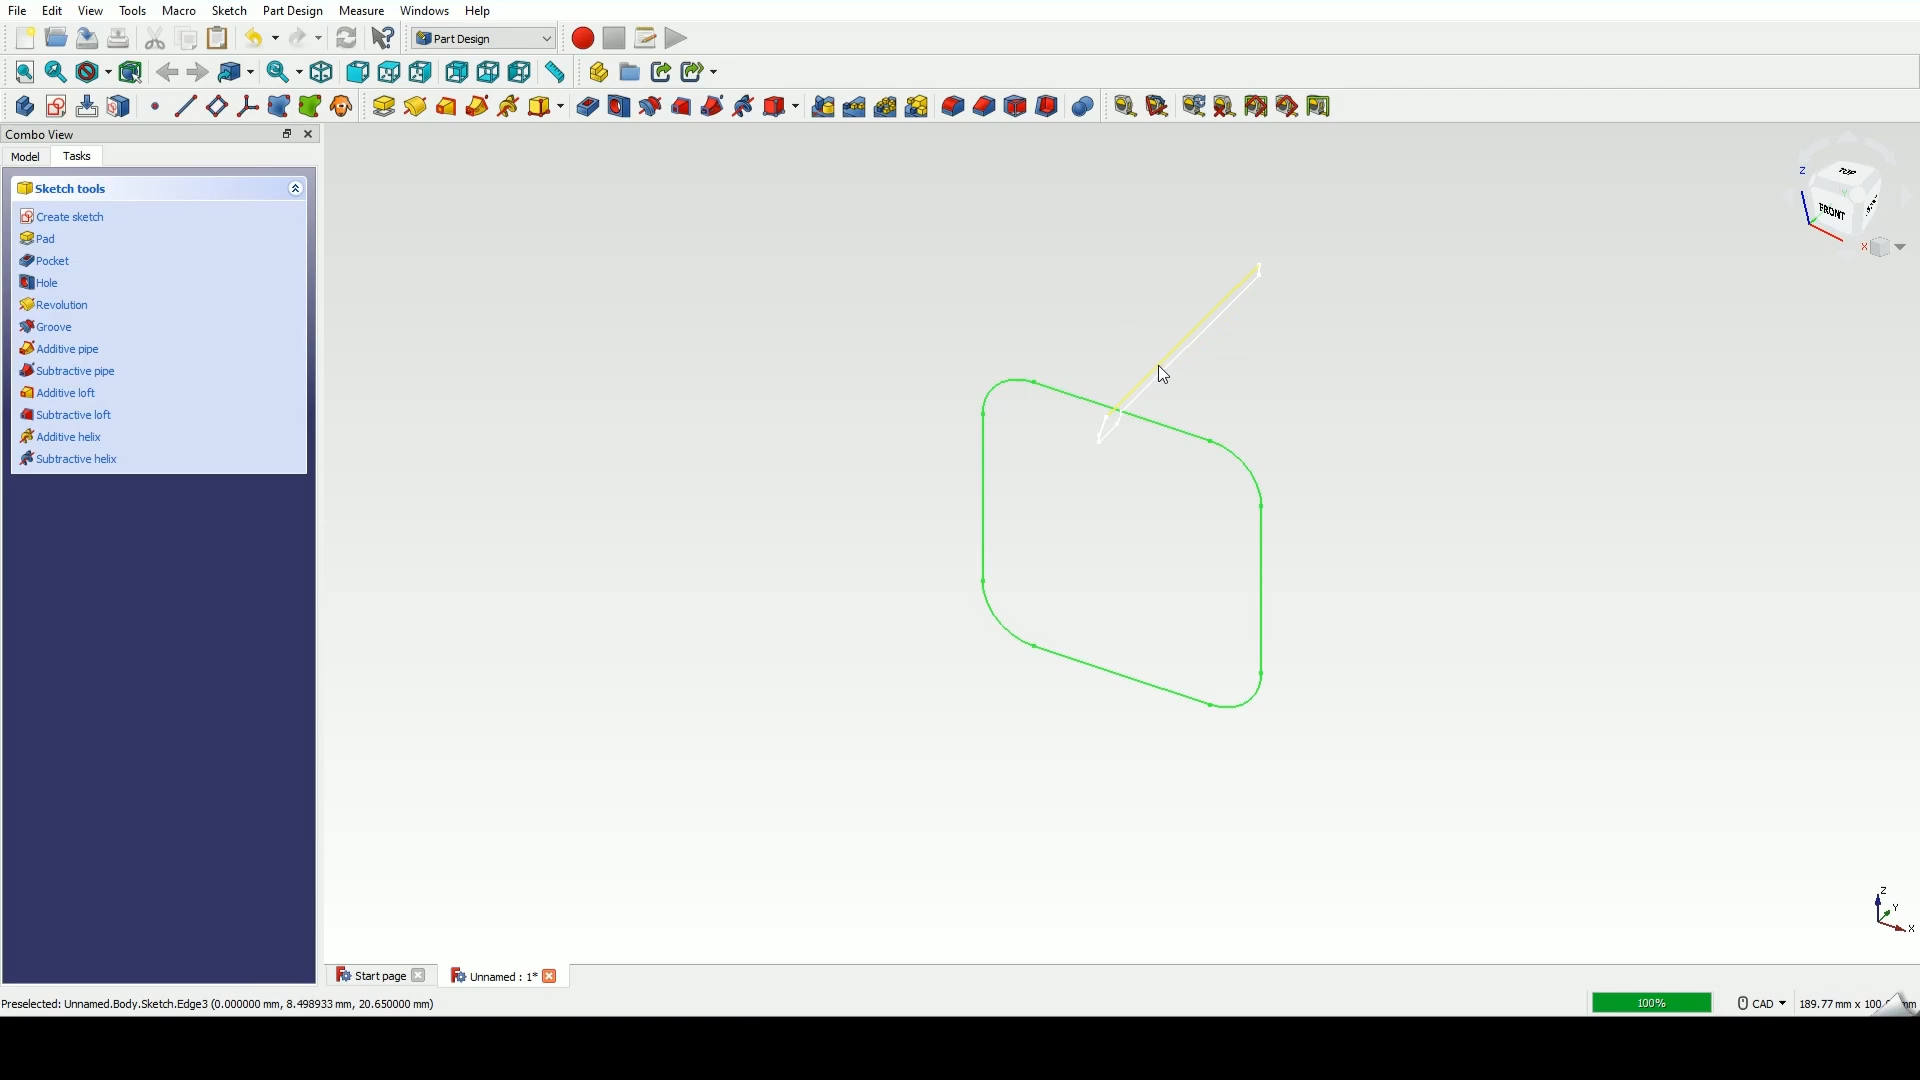 File Edit View Tools Macro Sketch Part Design Measure Windows Help
Part Design
Combo View
Model Tasks
Sketch tools
Create sketch
Pad
Pocket
Hole
Revolution
Groove
Additive pipe
Subtractive pipe
Additive loft
Subtractive loft
Additive helix
Subtractive helix
TOP
FRONT
Z
X
Z
Y
X
Start page
Unnamed : 1*
Preselected: Unnamed.Body.Sketch.Edge3 (0.000000 mm, 8.498933 mm, 20.650000 mm)
100%
CAD
189.77 mm x 100.